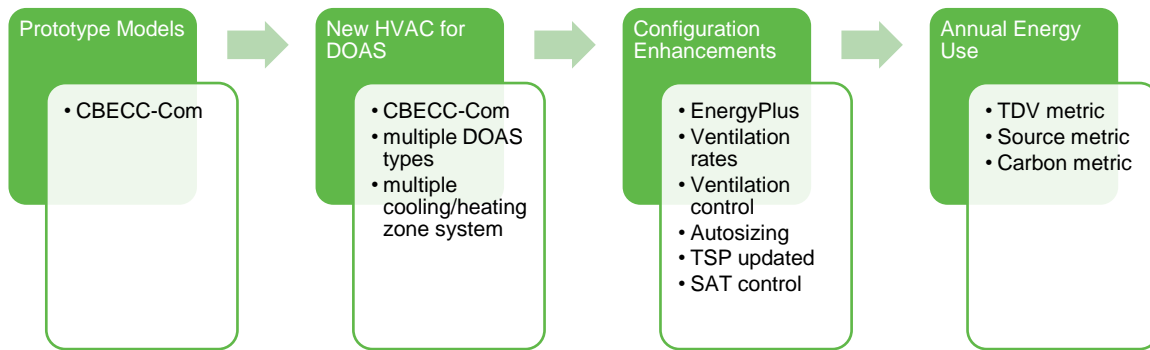 Prototype Models
• CBECC-Com
New HVAC for
DOAS
• CBECC-Com
• multiple DOAS
types
• multiple
cooling/heating
zone system
Configuration
Enhancements
• EnergyPlus
• Ventilation
rates
• Ventilation
control
• Autosizing
• TSP updated
• SAT control
Annual Energy
Use
• TDV metric
• Source metric
• Carbon metric